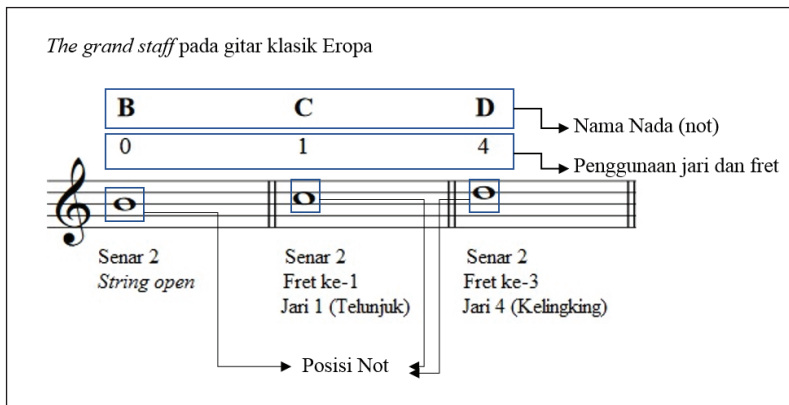 The grand staff pada gitar klasik Eropa
B C D
Nama Nada (not)
0 1 4
Penggunaan jari dan fret
Senar 2
String open
Senar 2
Fret ke-1
Jari 1 (Telunjuk)
Senar 2
Fret ke-3
Jari 4 (Kelingking)
Posisi Not